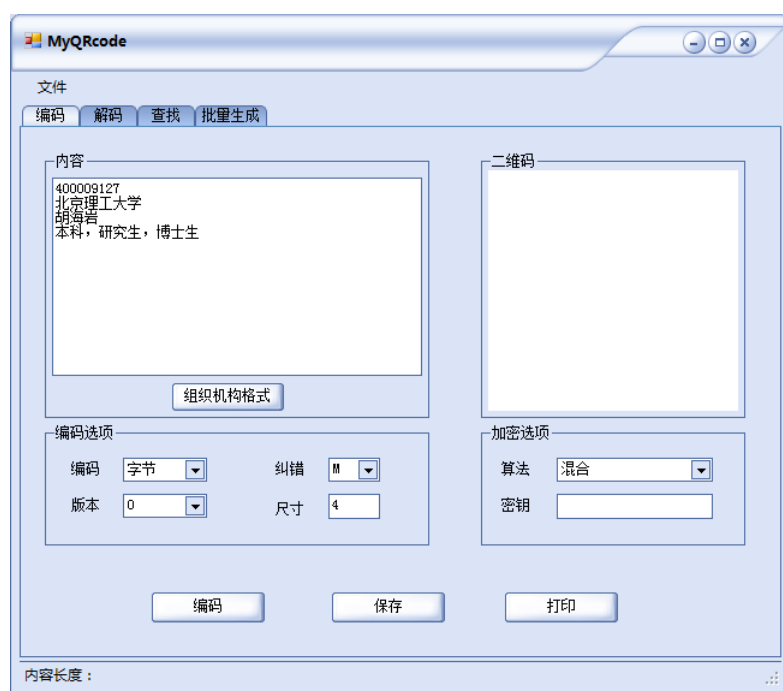 MyQRcode
文件
编码 解码 查找 批量生成
内容
400009127
北京理工大学
胡海岩
本科，研究生，博士生
组织机构格式
二维码
编码选项
编码 字节 纠错 M
版本 0 尺寸 4
加密选项
算法 混合
密钥
编码 保存 打印
内容长度：